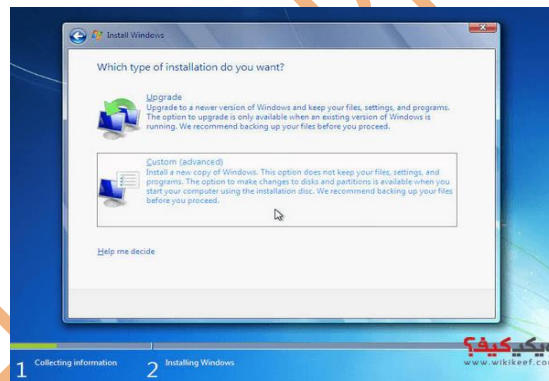 Install Windows
Which type of installation do you want?
Upgrade
Upgrade to a newer version of Windows and keep your files, settings, and programs.
The option to upgrade is only available when an existing version of Windows is
running. We recommend backing up your files before you proceed.
Custom (advanced)
Install a new copy of Windows. This option does not keep your files, settings, and
programs. The option to make changes to disks and partitions is available when you
start your computer using the installation disc. We recommend backing up your files
before you proceed.
Help me decide
1 Collecting information
2 Installing Windows
ويكيكيف؟
www.wikikeef.com